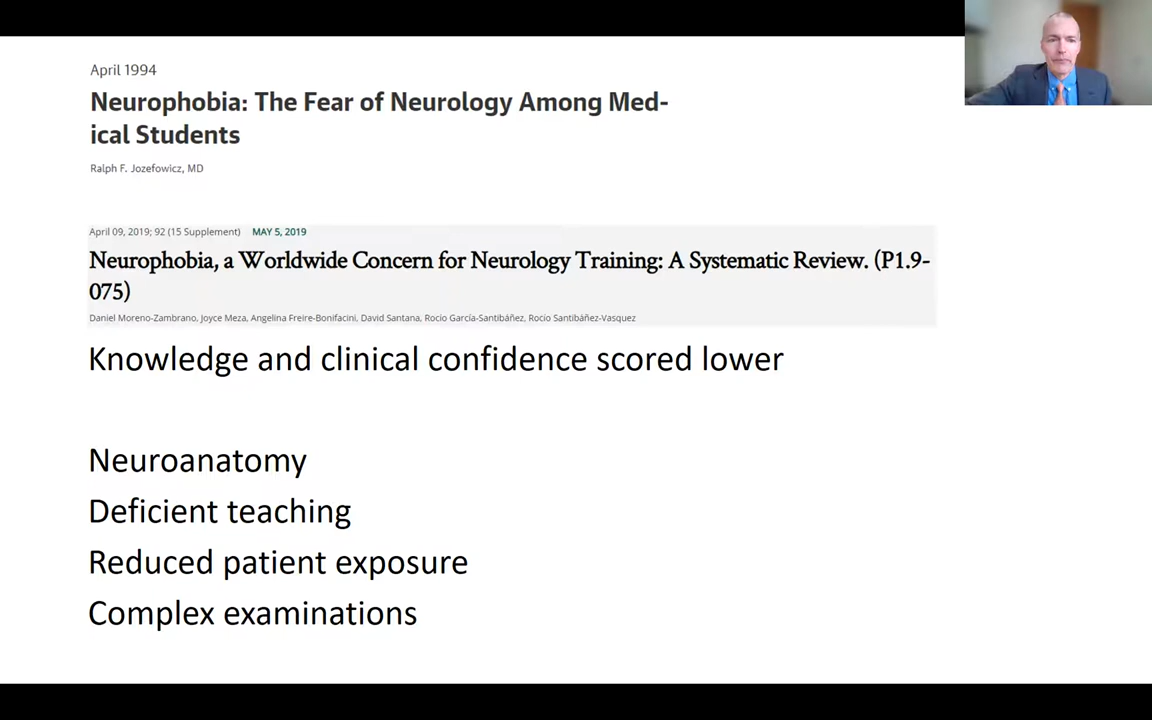 April 1994
Neurophobia: The Fear of Neurology Among Med-
ical Students
Ralph F. Jozefowicz, MD
April 09, 2019; 92 (15 Supplement) MAY 5, 2019
Neurophobia, a Worldwide Concern for Neurology Training: A Systematic Review. (P1.9-
075)
Daniel Moreno-Zambrano, Joyce Meza, Angelina Freire-Bonifacini, David Santana, Rocio García-Santibáñez, Rocio Santibáñez-Vasquez
Knowledge and clinical confidence scored lower
Neuroanatomy
Deficient teaching
Reduced patient exposure
Complex examinations